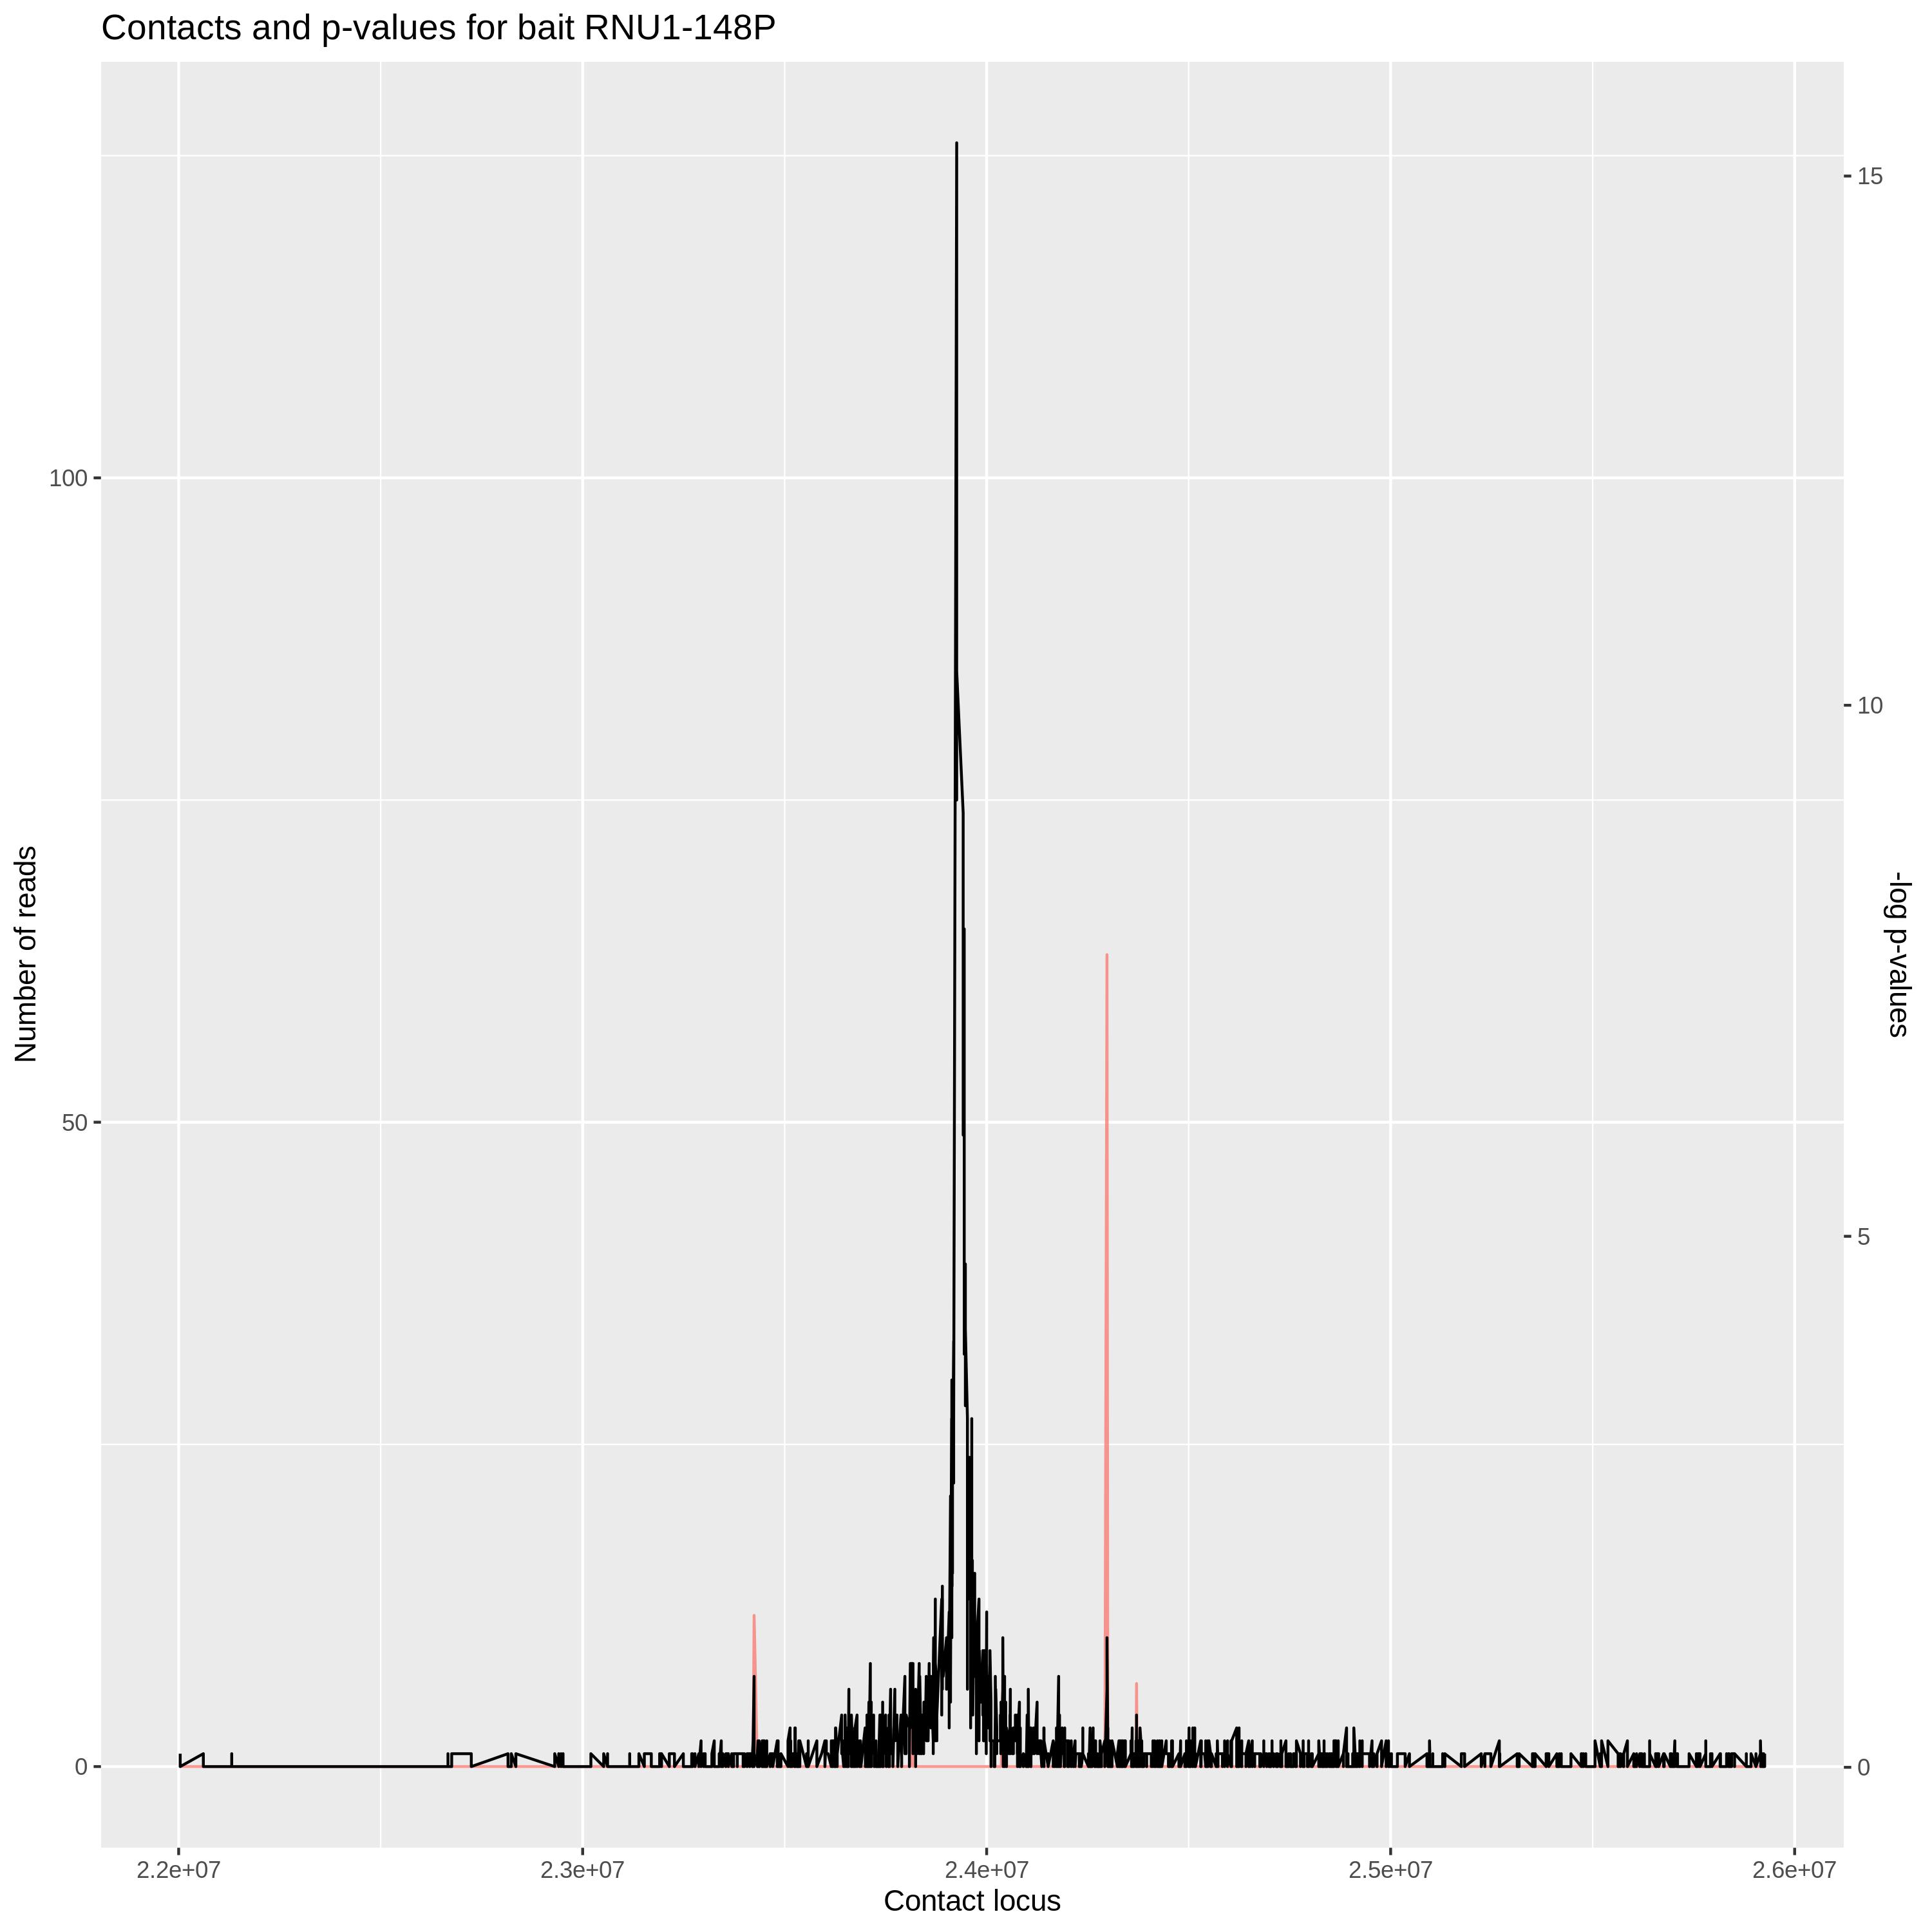 Contacts and p-values for bait RNU1-148P
Number of reads
100
50
0
15
10
5
0
-log p-values
2.2e+07
2.3e+07
2.4e+07
2.5e+07
2.6e+07
Contact locus